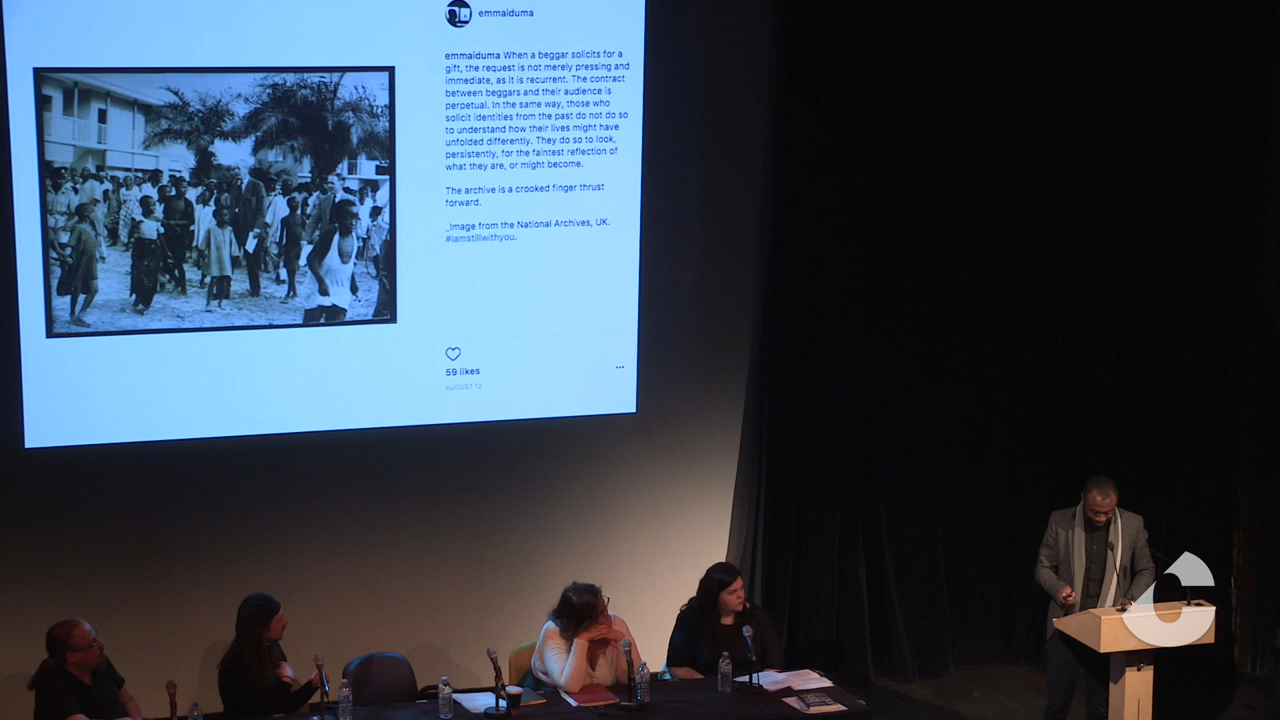 emmaiduma
emmaiduma When a beggar solicits for a
gift, the request is not merely pressing and
immediate, as it is recurrent. The contract
between beggars and their audience is
perpetual. In the same way, those who
solicit identities from the past do not do so
to understand how their lives might have
unfolded differently. They do so to look,
persistently, for the faintest reflection of
what they are, or might become.
The archive is a crooked finger thrust
forward.
_Image from the National Archives, UK.
#iamstillwithyou.
59 likes
AUGUST 12